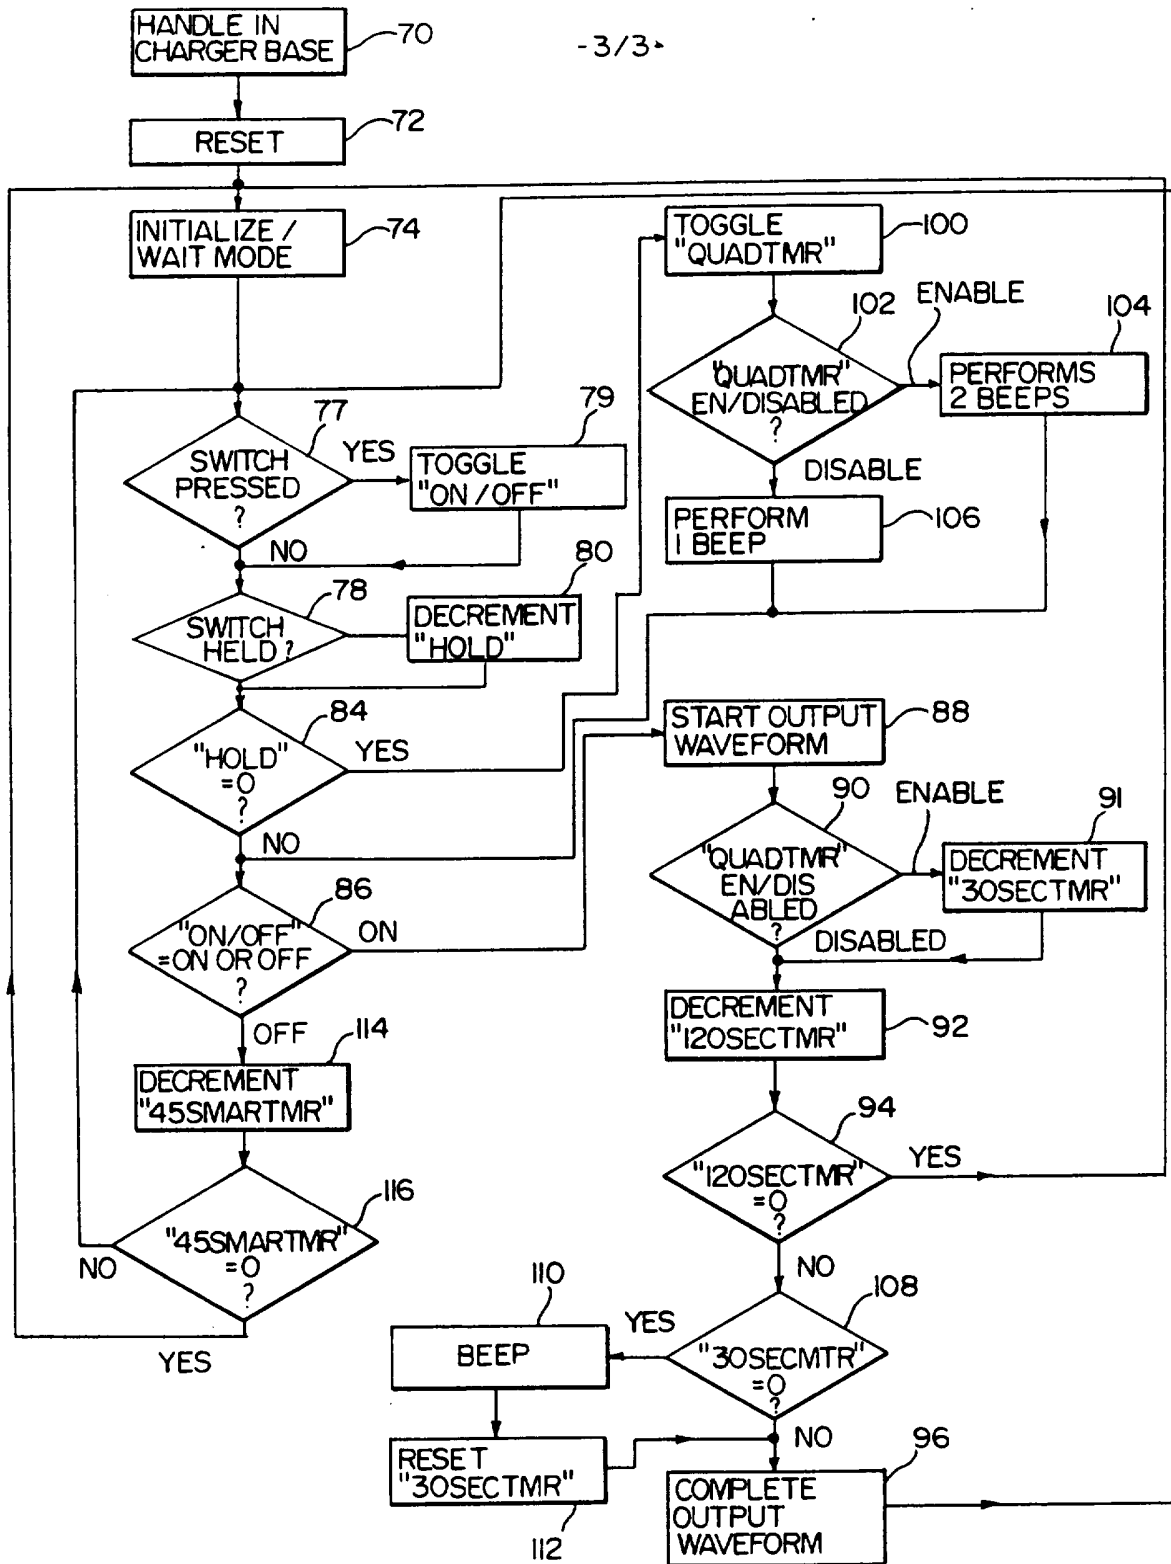 -3/3-
HANDLE IN
CHARGER BASE
70
RESET
72
INITIALIZE /
WAIT MODE
74
SWITCH
PRESSED
?
77
YES
NO
TOGGLE
"ON/OFF"
79
SWITCH
HELD ?
78
DECREMENT
"HOLD"
80
"HOLD"
=0
?
84
YES
NO
"ON/OFF"
=ON OR OFF
?
86
ON
OFF
DECREMENT
"45SMARTMR"
114
"45SMARTMR"
=0
?
116
NO
YES
TOGGLE
"QUADTMR"
100
"QUADTMR"
EN/DISABLED
?
102
ENABLE
DISABLE
PERFORMS
2 BEEPS
104
PERFORM
1 BEEP
106
START OUTPUT
WAVEFORM
88
"QUADTMR"
EN/DIS
ABLED
?
90
ENABLE
DISABLED
DECREMENT
"30SECTMR"
91
DECREMENT
"120SECTMR"
92
"120SECTMR"
=0
?
94
YES
NO
"30SECMTR"
=0
?
108
YES
NO
BEEP
110
RESET
"30SECTMR"
112
COMPLETE
OUTPUT
WAVEFORM
96